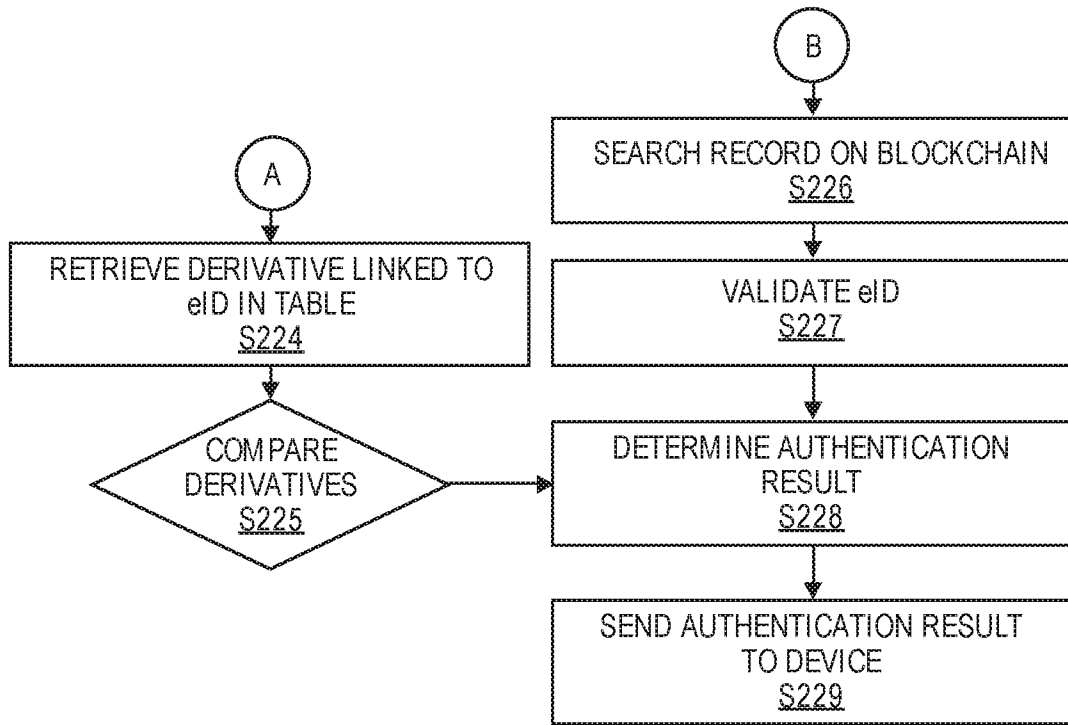 A
RETRIEVE DERIVATIVE LINKED TO
eID IN TABLE
S224
COMPARE
DERIVATIVES
S225
B
SEARCH RECORD ON BLOCKCHAIN
S226
VALIDATE eID
S227
DETERMINE AUTHENTICATION
RESULT
S228
SEND AUTHENTICATION RESULT
TO DEVICE
S229